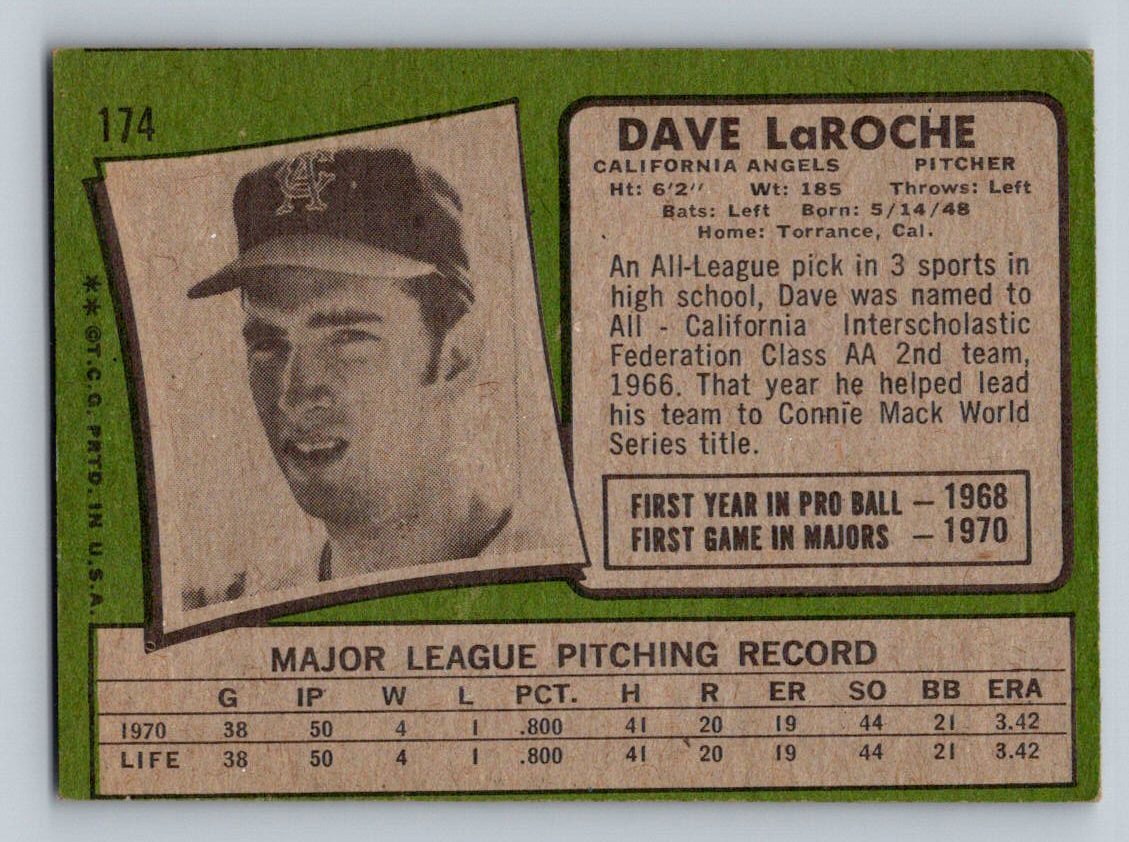 174
DAVE LaROCHE
CALIFORNIA ANGELS PITCHER
Ht: 6'2" Wt: 185 Throws: Left
Bats: Left Born: 5/14/48
Home: Torrance, Cal.
An All-League pick in 3 sports in
high school, Dave was named to
All - California Interscholastic
Federation Class AA 2nd team,
1966. That year he helped lead
his team to Connie Mack World
Series title.
FIRST YEAR IN PRO BALL — 1968
FIRST GAME IN MAJORS — 1970
CA
**©T.C.G. PRTD. IN U.S.A.
MAJOR LEAGUE PITCHING RECORD
G IP W L PCT. H R ER SO BB ERA
1970 38 50 4 1 .800 41 20 19 44 21 3.42
LIFE 38 50 4 1 .800 41 20 19 44 21 3.42